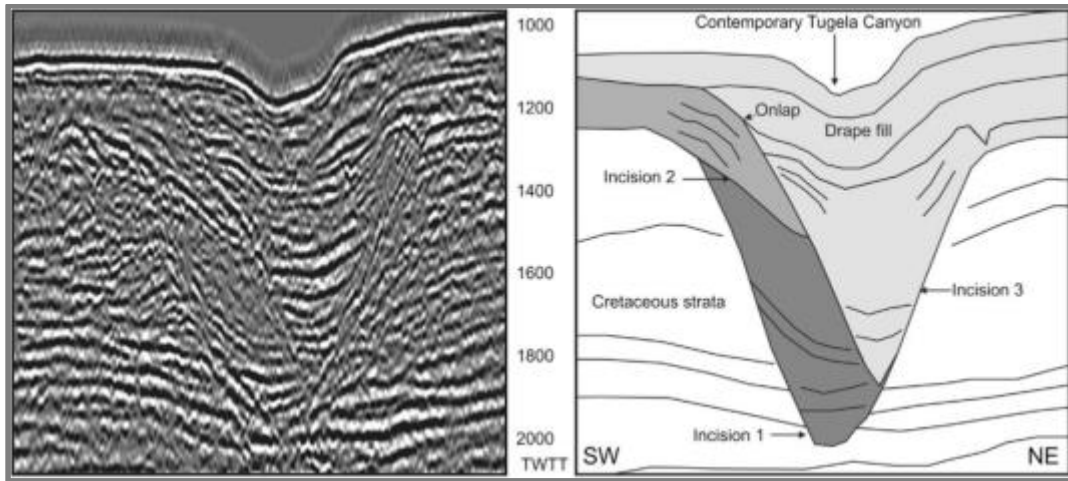 1000
1200
1400
1600
1800
2000
TWTT
Contemporary Tugela Canyon
Onlap
Drape fill
Incision 2
Incision 3
Cretaceous strata
Incision 1
SW
NE